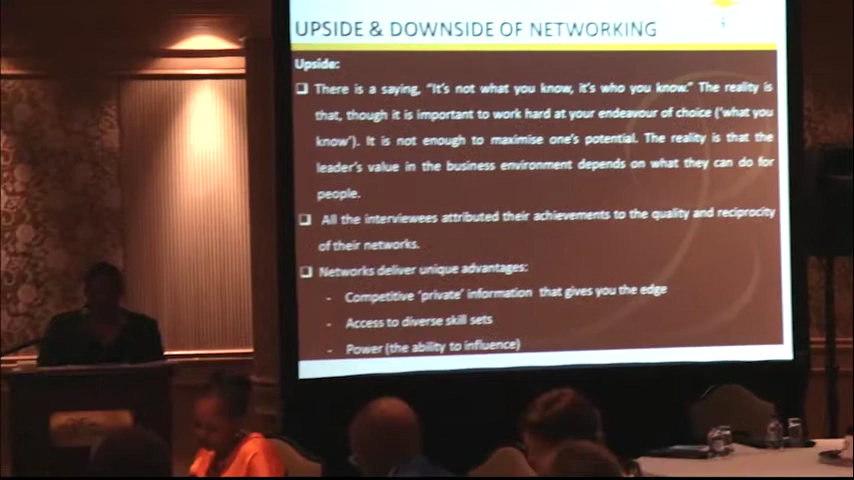 UPSIDE & DOWNSIDE OF NETWORKING
Upside:
There is a saying, "It's not what you know, it's who you know." The reality is
that, though it is important to work hard at your endeavour of choice ('what you
know'). It is not enough to maximise one's potential. The reality is that the
leader's value in the business environment depends on what they can do for
people.
All the interviewees attributed their achievements to the quality and reciprocity
of their networks.
Networks deliver unique advantages:
- Competitive 'private' information that gives you the edge
- Access to diverse skill sets
- Power (the ability to influence)